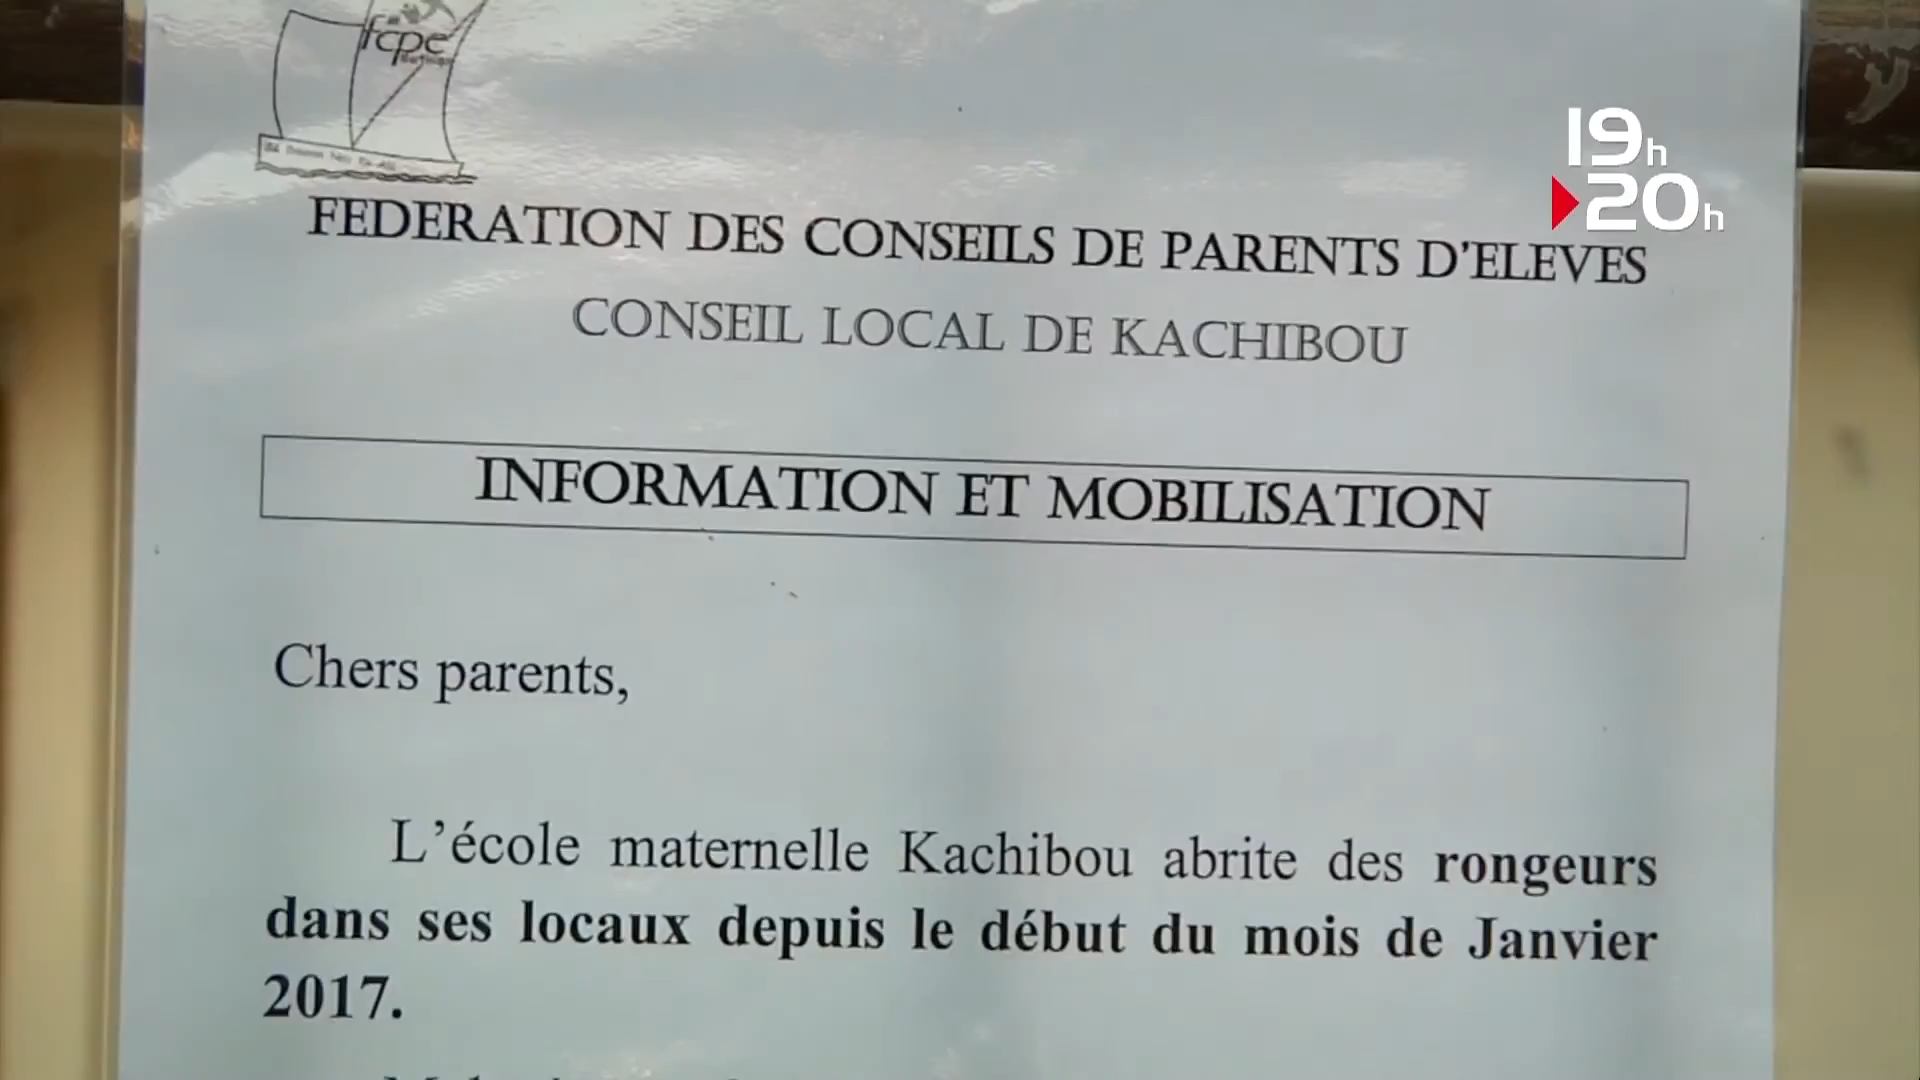 fcpe
19h
20h
FEDERATION DES CONSEILS DE PARENTS D'ELEVES
CONSEIL LOCAL DE KACHIBOU
INFORMATION ET MOBILISATION
Chers parents,
L'école maternelle Kachibou abrite des rongeurs
dans ses locaux depuis le début du mois de Janvier
2017.